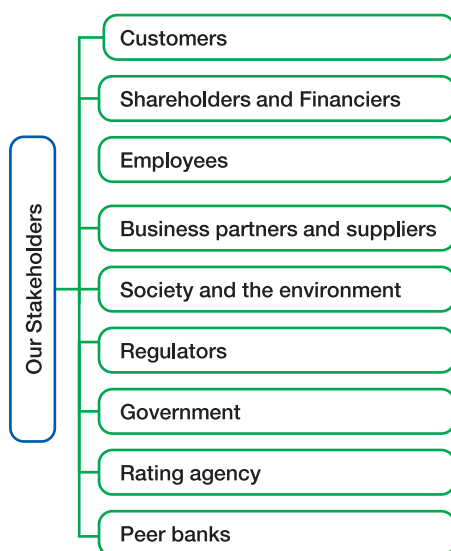 Our Stakeholders
Customers
Shareholders and Financiers
Employees
Business partners and suppliers
Society and the environment
Regulators
Government
Rating agency
Peer banks